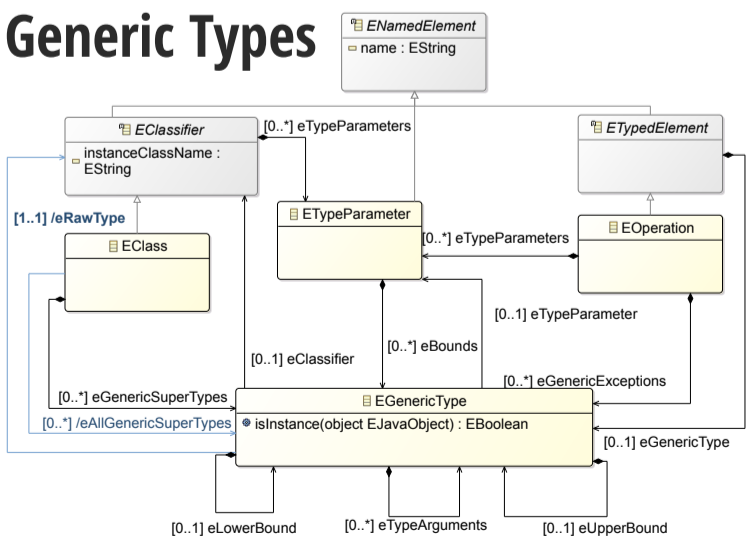 Generic Types
ENamedElement
name : EString
EClassifier
instanceClassName :
EString
[0..*] eTypeParameters
ETypedElement
[1..1] /eRawType
ETypeParameter
EOperation
EClass
[0..*] eTypeParameters
[0..1] eTypeParameter
[0..*] eBounds
[0..1] eClassifier
[0..*] eGenericExceptions
[0..*] eGenericSuperTypes
EGenericType
[0..*] /eAllGenericSuperTypes
isInstance(object EJavaObject) : EBoolean
[0..1] eGenericType
[0..1] eLowerBound
[0..*] eTypeArguments
[0..1] eUpperBound